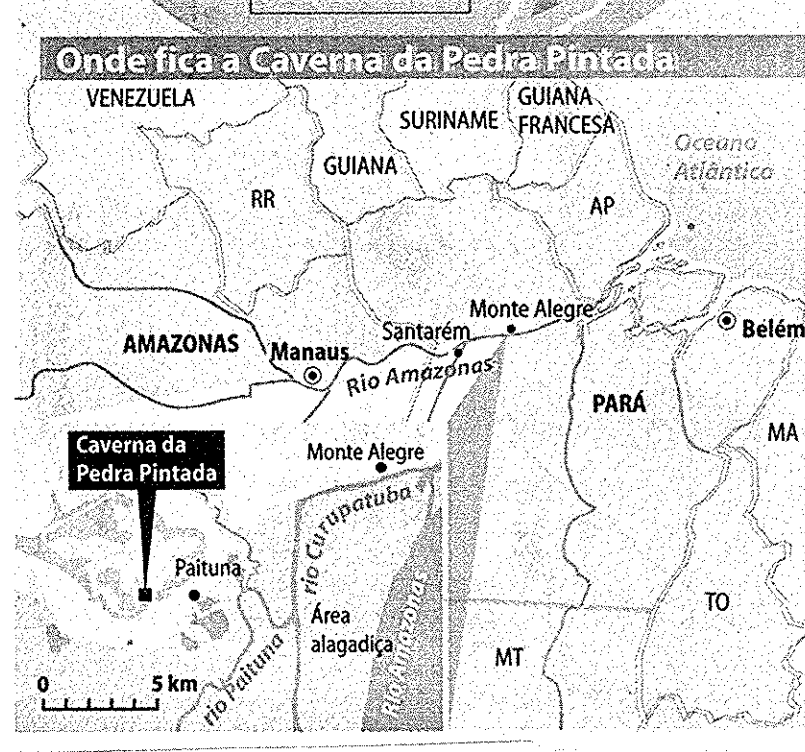 Onde fica a Caverna da Pedra Pintada
VENEZUELA
SURINAME
GUIANA
FRANCESA
Oceano
Atlântico
GUIANA
RR
AP
Monte Alegre
Santarém
Belém
AMAZONAS
Manaus
Rio Amazonas
PARÁ
MA
Caverna da
Pedra Pintada
Monte Alegre
rio Curupatuba
Paituna
Área
alagadiça
Rio Amazonas
TO
MT
0 5 km
rio Paituna